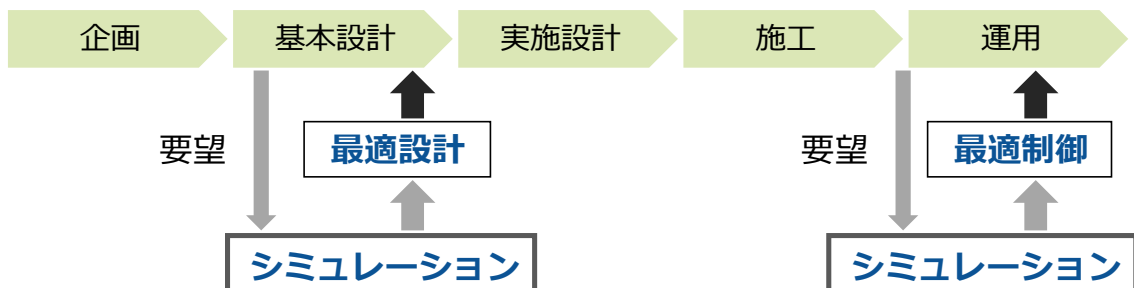 企画
基本設計
実施設計
施工
運用
要望
最適設計
要望
最適制御
シミュレーション
シミュレーション